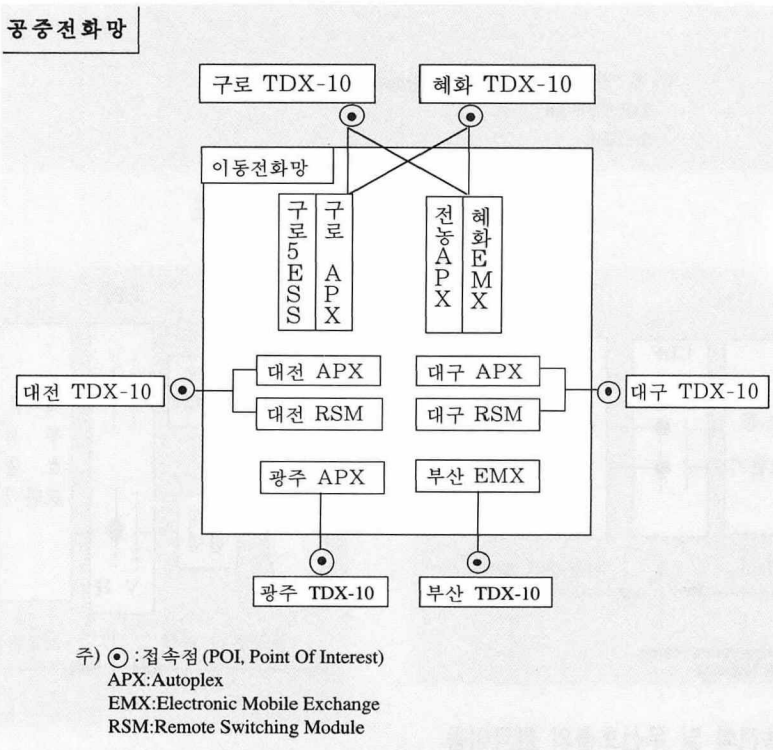 공중전화망
구로 TDX-10
혜화 TDX-10
이동전화망
구로5ESS
구로 APX
전농APX
혜화EMX
대전 TDX-10
대전 APX
대전 RSM
대구 APX
대구 RSM
대구 TDX-10
광주 APX
부산 EMX
광주 TDX-10
부산 TDX-10
주) ⦿ :접속점 (POI, Point Of Interest)
APX:Autoplex
EMX:Electronic Mobile Exchange
RSM:Remote Switching Module